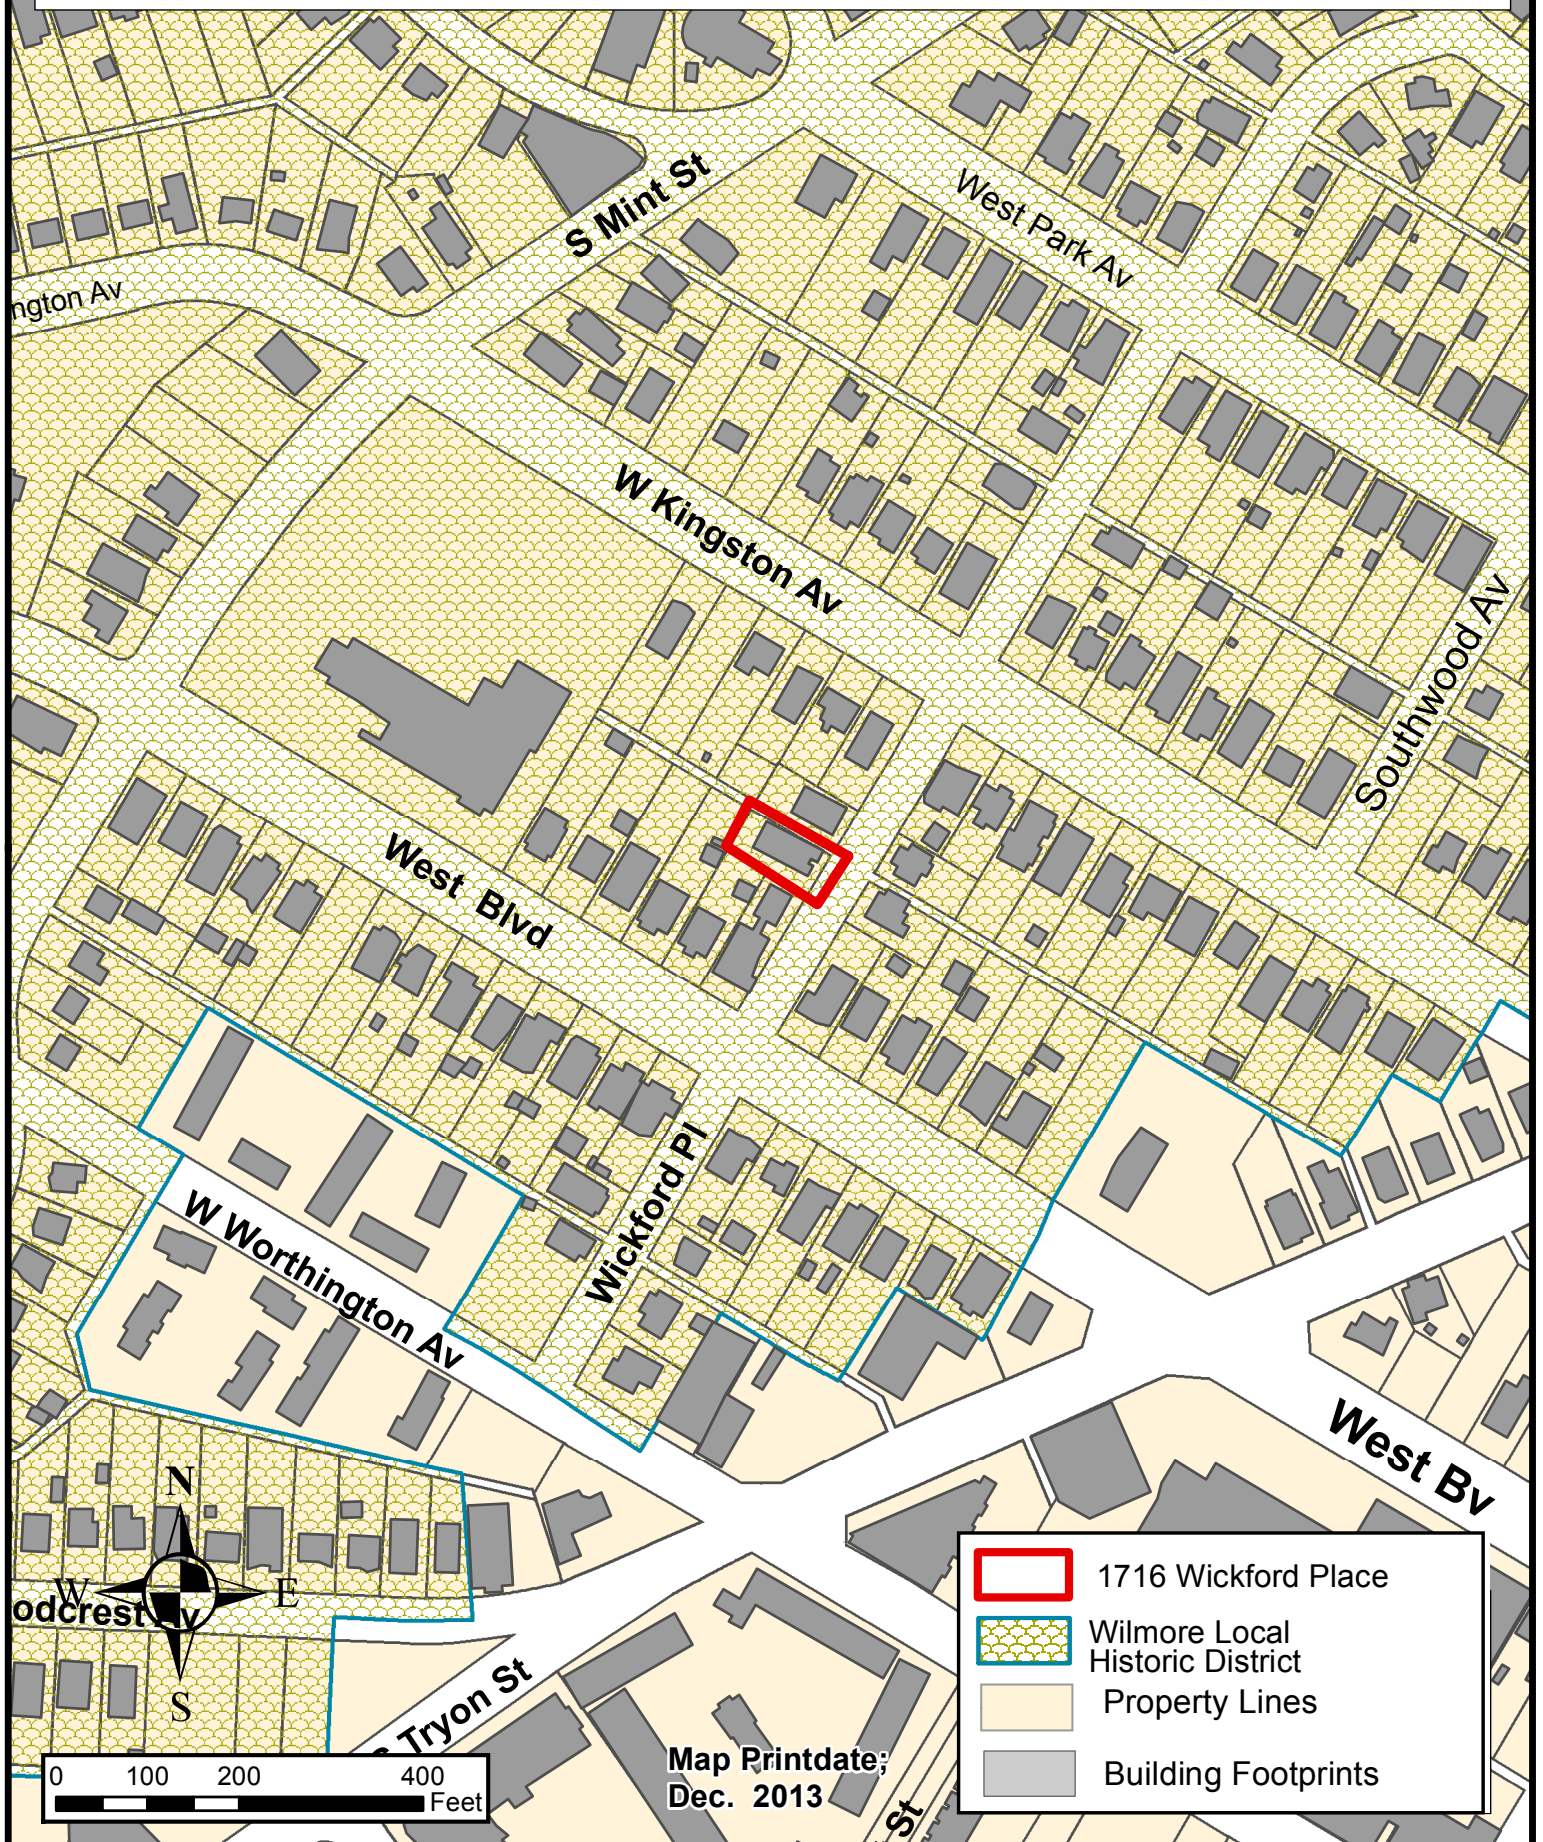 S Mint St
West Park Av
ngton Av
W Kingston Av
Southwood Av
West Blvd
Wickford Pl
W Worthington Av
West Bv
N
W
E
S
odcrest Av
S Tryon St
St
0 100 200 400
Feet
Map Printdate;
Dec. 2013
1716 Wickford Place
Wilmore Local
Historic District
Property Lines
Building Footprints